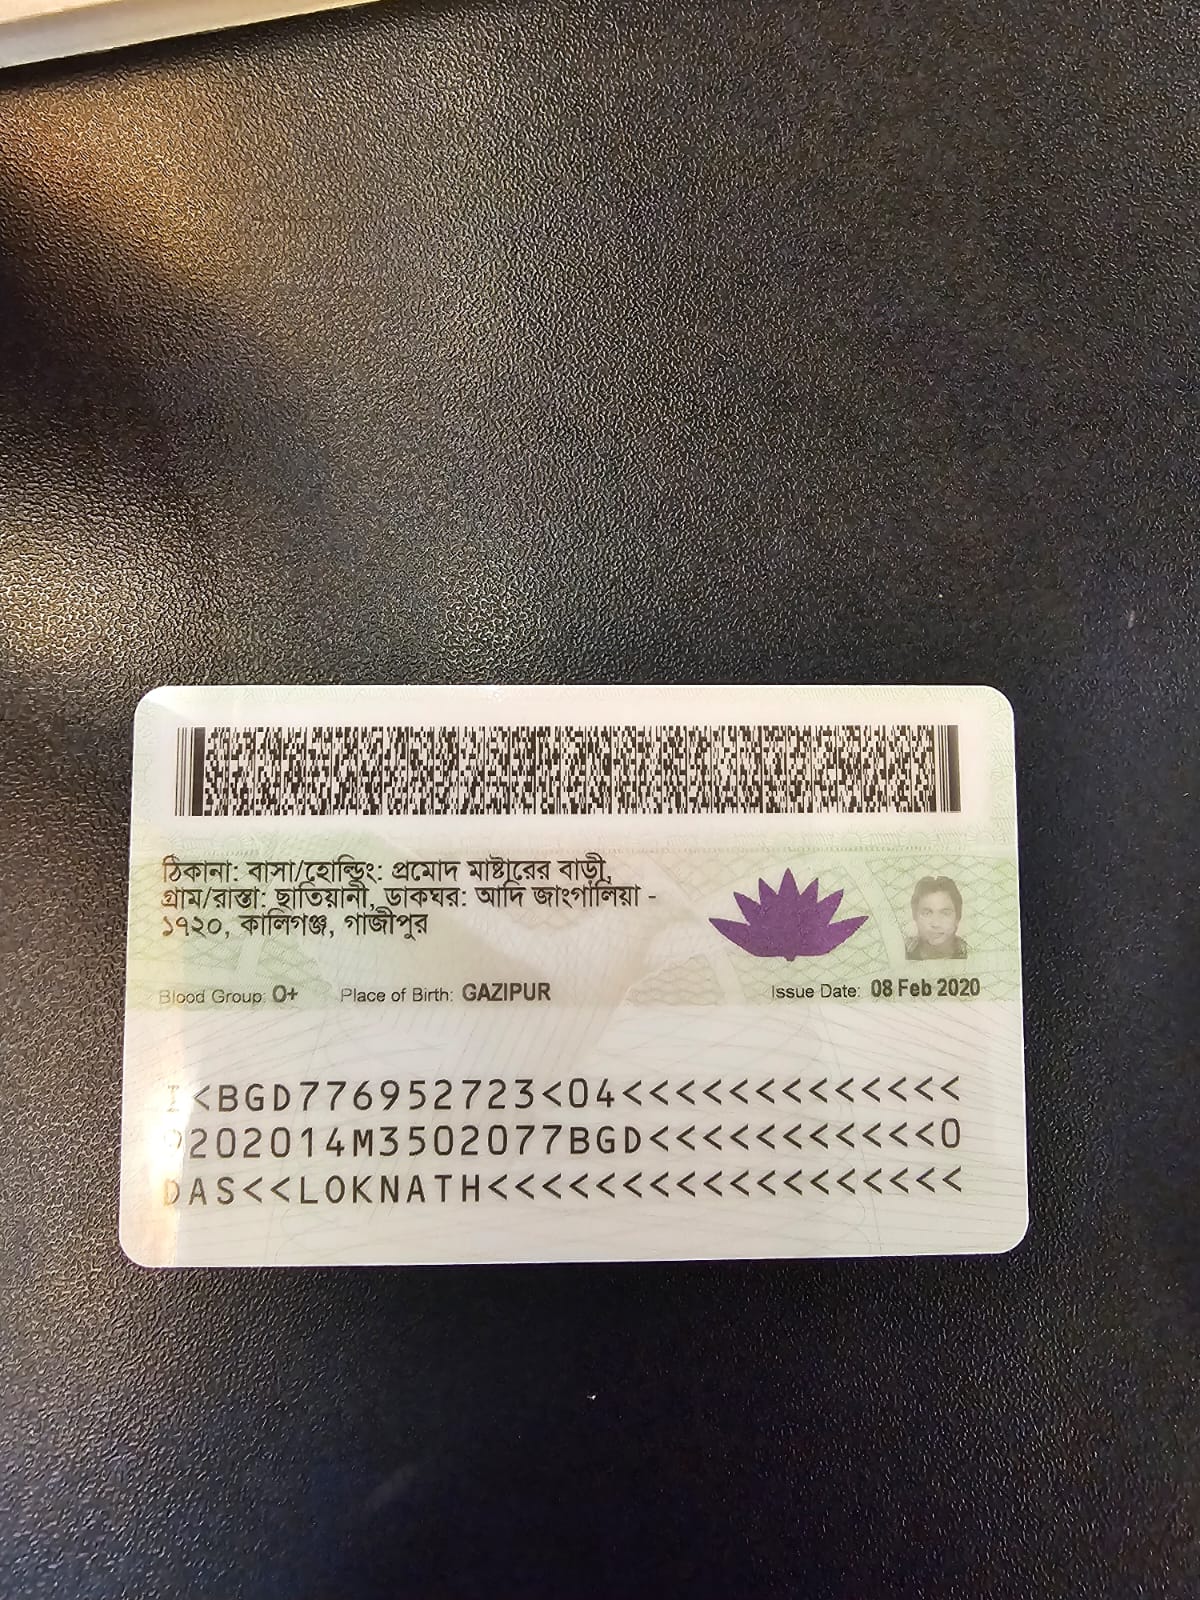 ঠিকানা: বাসা/হোল্ডিং: প্রমোদ মাষ্টারের বাড়ী,
গ্রাম/রাস্তা: ছাতিয়ানী, ডাকঘর: আদি জাংগালিয়া -
১৭২০, কালিগঞ্জ, গাজীপুর
Blood Group: O+ Place of Birth: GAZIPUR Issue Date: 08 Feb 2020
I<BGD776952723<04<<<<<<<<<<<<<
9202014M3502077BGD<<<<<<<<<<<0
DAS<<LOKNATH<<<<<<<<<<<<<<<<<<